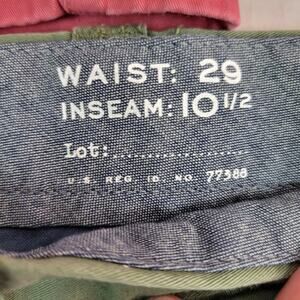 WAIST: 29
INSEAM: 10 1/2
Lot:....................
U.S. REG. ID. NO. 77388